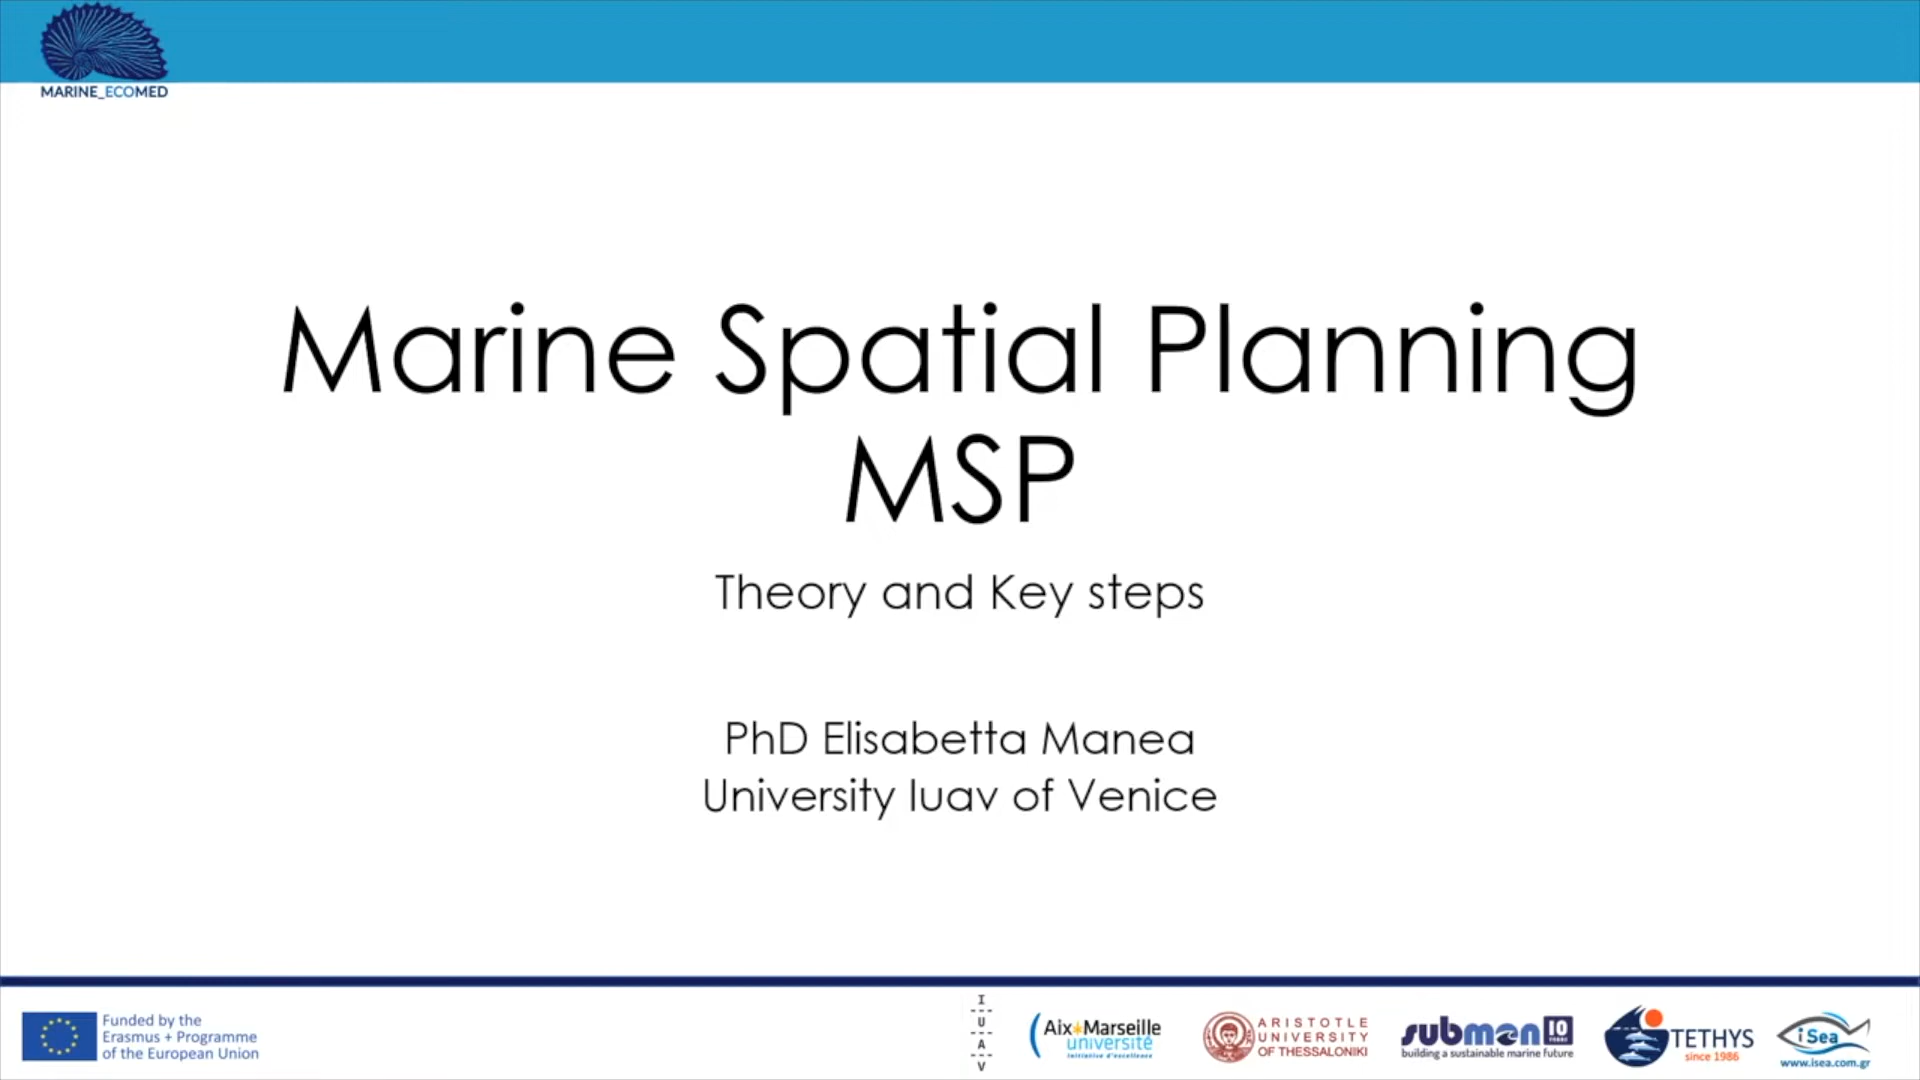 MARINE_ECOMED
Marine Spatial Planning
MSP
Theory and Key steps
PhD Elisabetta Manea
University Iuav of Venice
Funded by the
Erasmus + Programme
of the European Union
I
U
A
V
Aix*Marseille
université
initiative d'excellence
ARISTOTLE
UNIVERSITY
OF THESSALONIKI
submon 10
building a sustainable marine future
TETHYS
since 1986
iSea
www.isea.com.gr